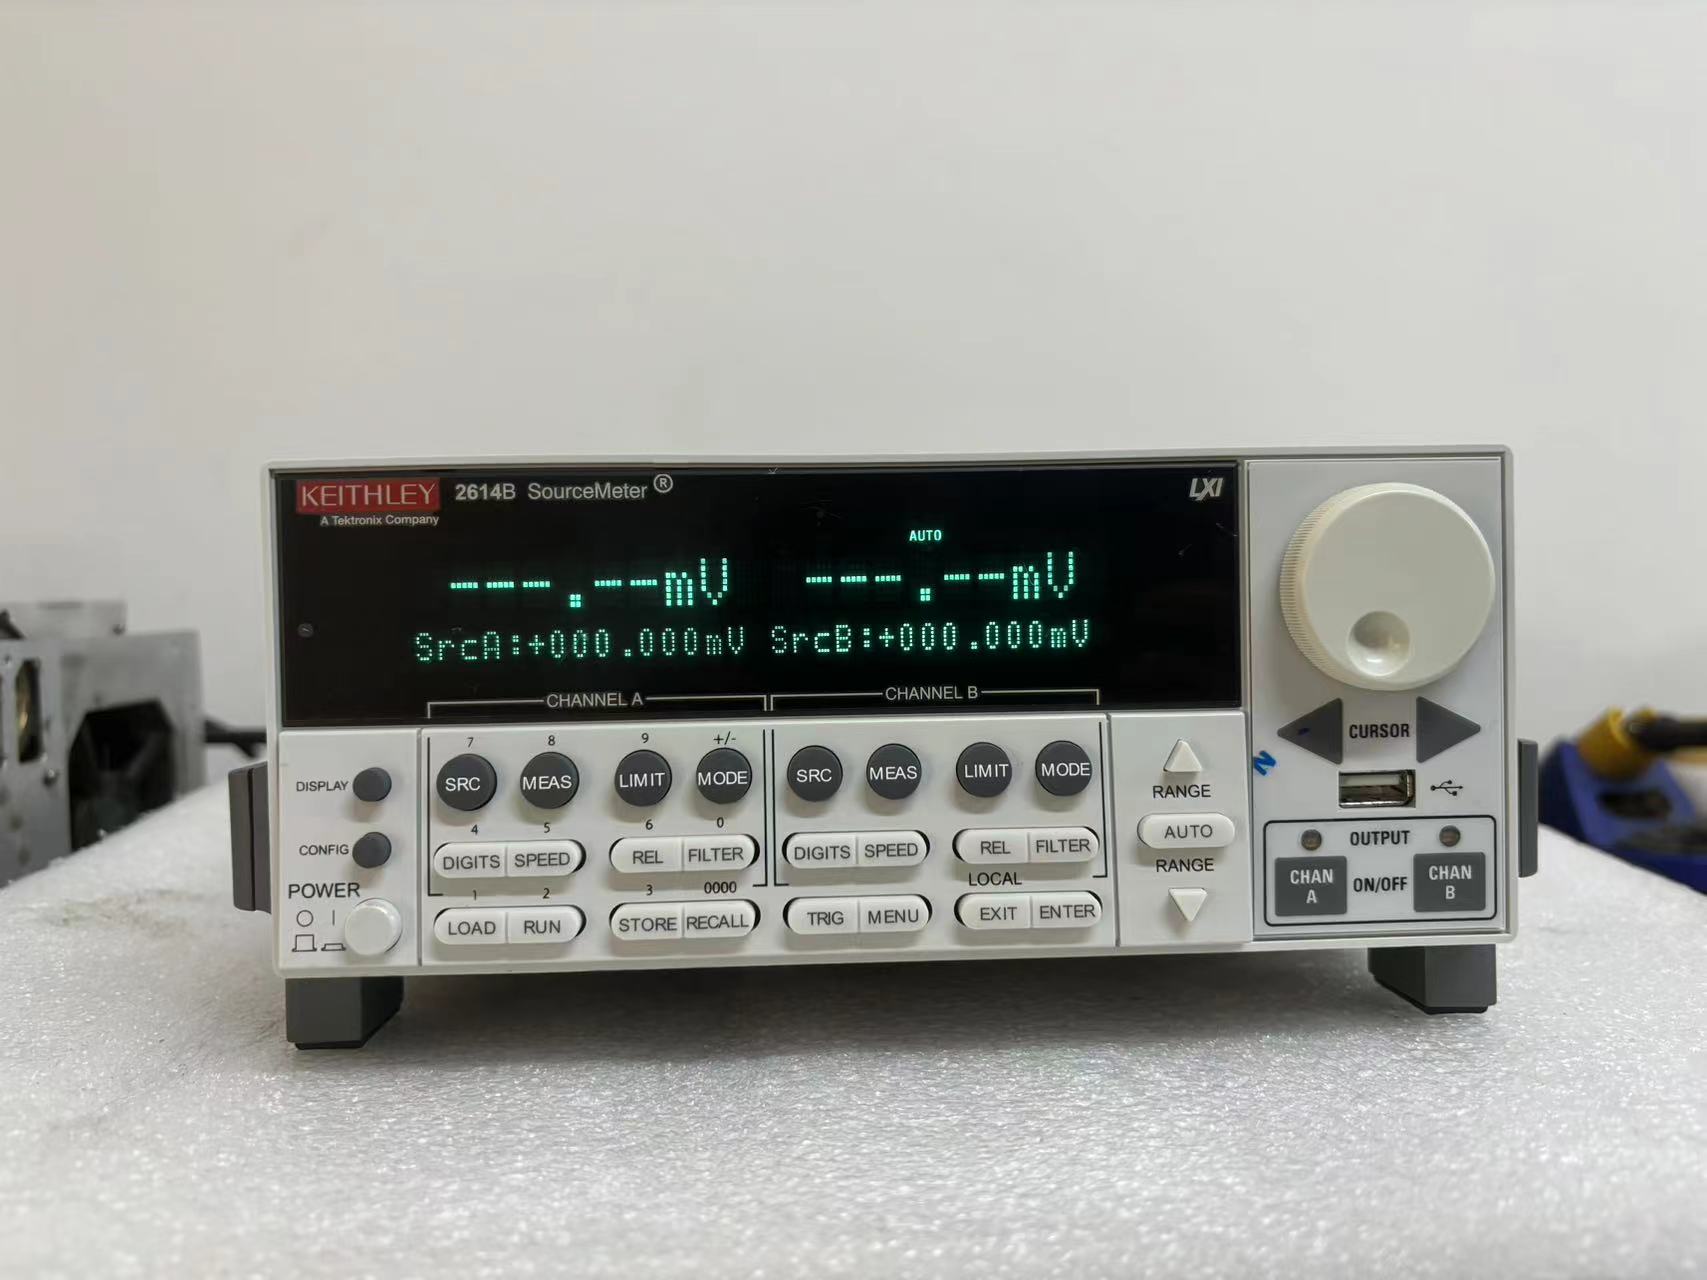 KEITHLEY 2614B SourceMeter ®
A Tektronix Company
LXI
AUTO
---.--mV ---.--mV
SrcA:+000.000mV SrcB:+000.000mV
CHANNEL A CHANNEL B
7 8 9 +/-
DISPLAY SRC MEAS LIMIT MODE SRC MEAS LIMIT MODE
4 5 6 0
CONFIG DIGITS SPEED REL FILTER DIGITS SPEED REL FILTER
POWER 1 2 3 0000 LOCAL
○ | LOAD RUN STORE RECALL TRIG MENU EXIT ENTER
RANGE
AUTO
RANGE
CURSOR
N
OUTPUT
CHAN A ON/OFF CHAN B